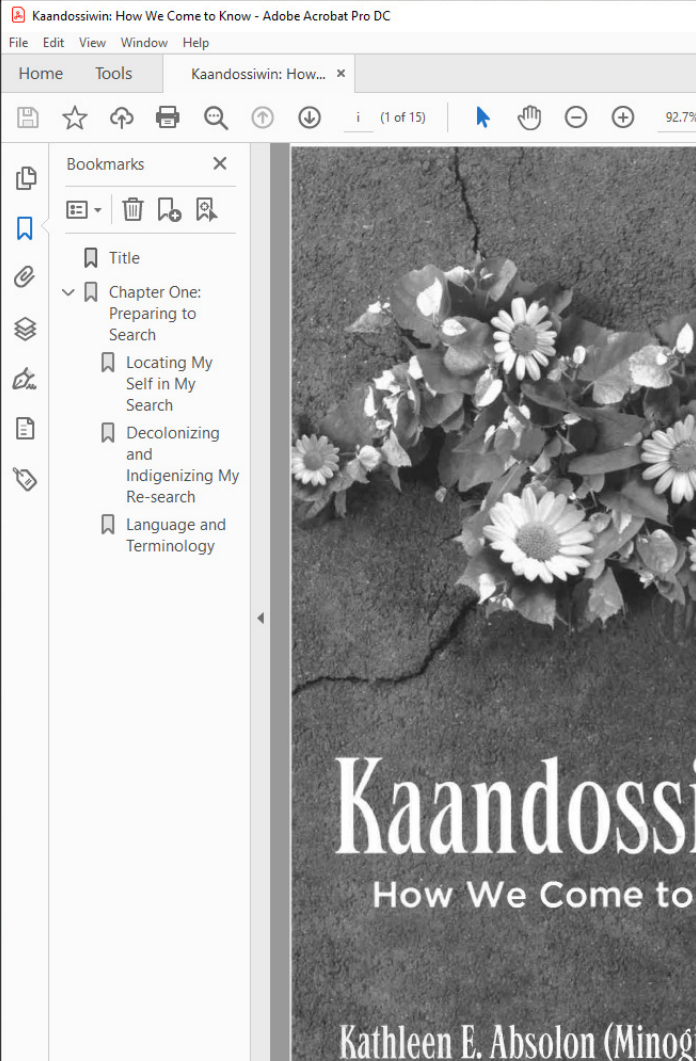 Kaandossiwin: How We Come to Know - Adobe Acrobat Pro DC
File Edit View Window Help
Home Tools Kaandossiwin: How... ×
i (1 of 15) 92.7%
Bookmarks ×
Title
Chapter One:
Preparing to
Search
Locating My
Self in My
Search
Decolonizing
and
Indigenizing My
Re-search
Language and
Terminology
Kaandossi
How We Come to
Kathleen E. Absolon (Minog